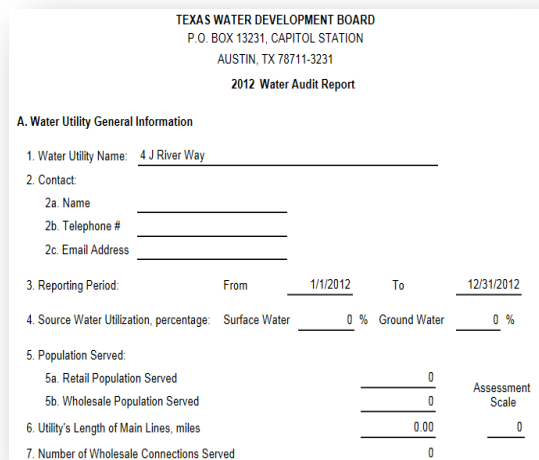 TEXAS WATER DEVELOPMENT BOARD
P.O. BOX 13231, CAPITOL STATION
AUSTIN, TX 78711-3231
2012 Water Audit Report
A. Water Utility General Information
1. Water Utility Name: 4 J River Way
2. Contact:
2a. Name
2b. Telephone #
2c. Email Address
3. Reporting Period: From 1/1/2012 To 12/31/2012
4. Source Water Utilization, percentage: Surface Water 0 % Ground Water 0 %
5. Population Served:
5a. Retail Population Served 0
Assessment
5b. Wholesale Population Served 0 Scale
6. Utility's Length of Main Lines, miles 0.00 0
7. Number of Wholesale Connections Served 0